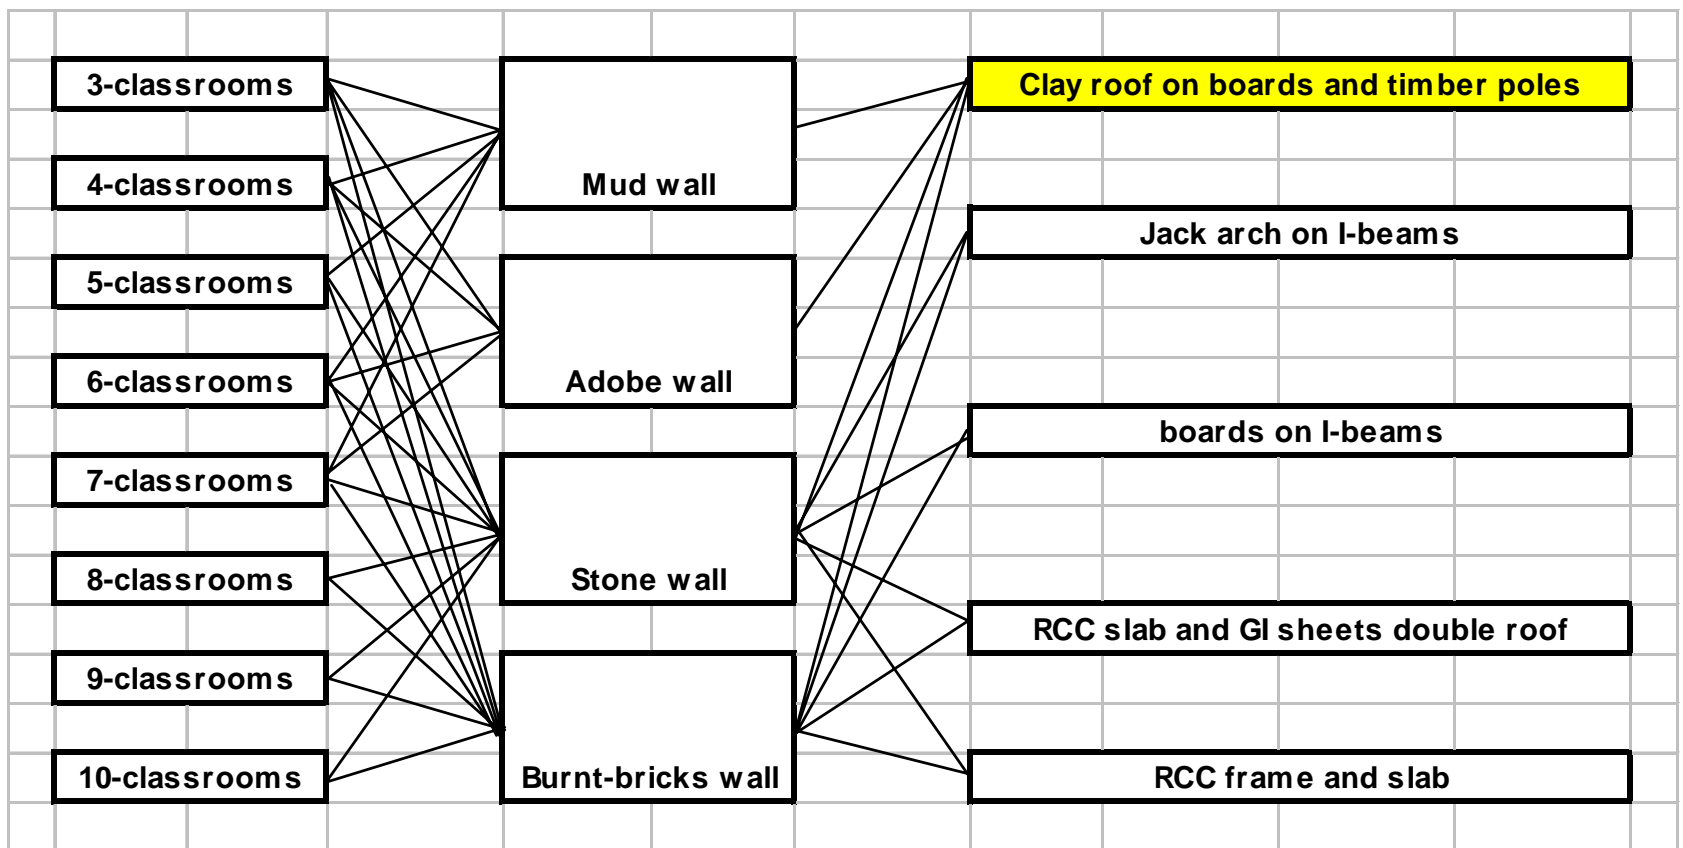 3-classrooms
4-classrooms
5-classrooms
6-classrooms
7-classrooms
8-classrooms
9-classrooms
10-classrooms
Mud wall
Adobe wall
Stone wall
Burnt-bricks wall
Clay roof on boards and timber poles
Jack arch on I-beams
boards on I-beams
RCC slab and GI sheets double roof
RCC frame and slab